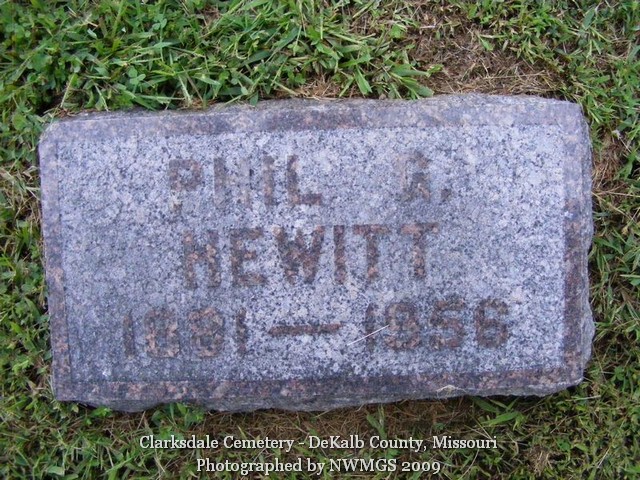 PHIL G.
HEWITT
1881 — 1956
Clarksdale Cemetery - DeKalb County, Missouri
Photographed by NWMGS 2009